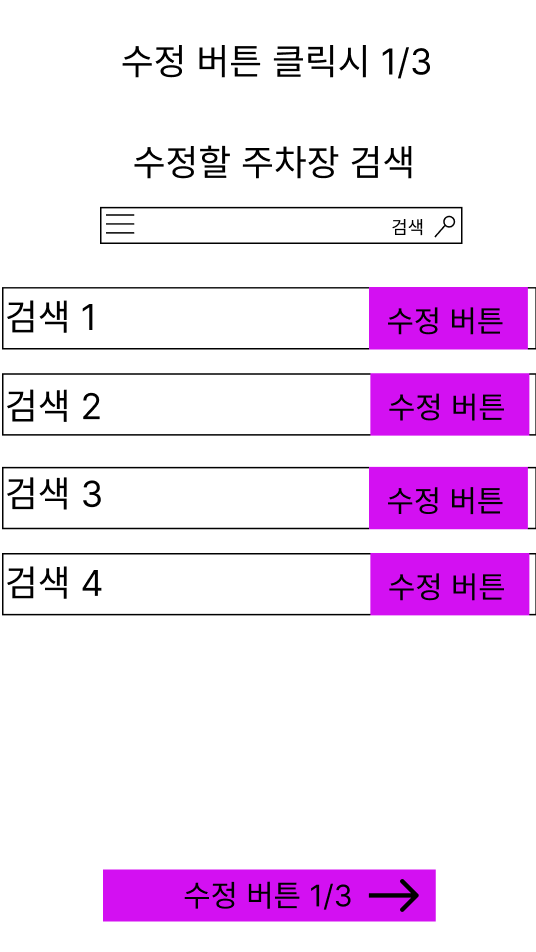 수정 버튼 클릭시 1/3
수정할 주차장 검색
검색
검색 1 수정 버튼
검색 2 수정 버튼
검색 3 수정 버튼
검색 4 수정 버튼
수정 버튼 1/3